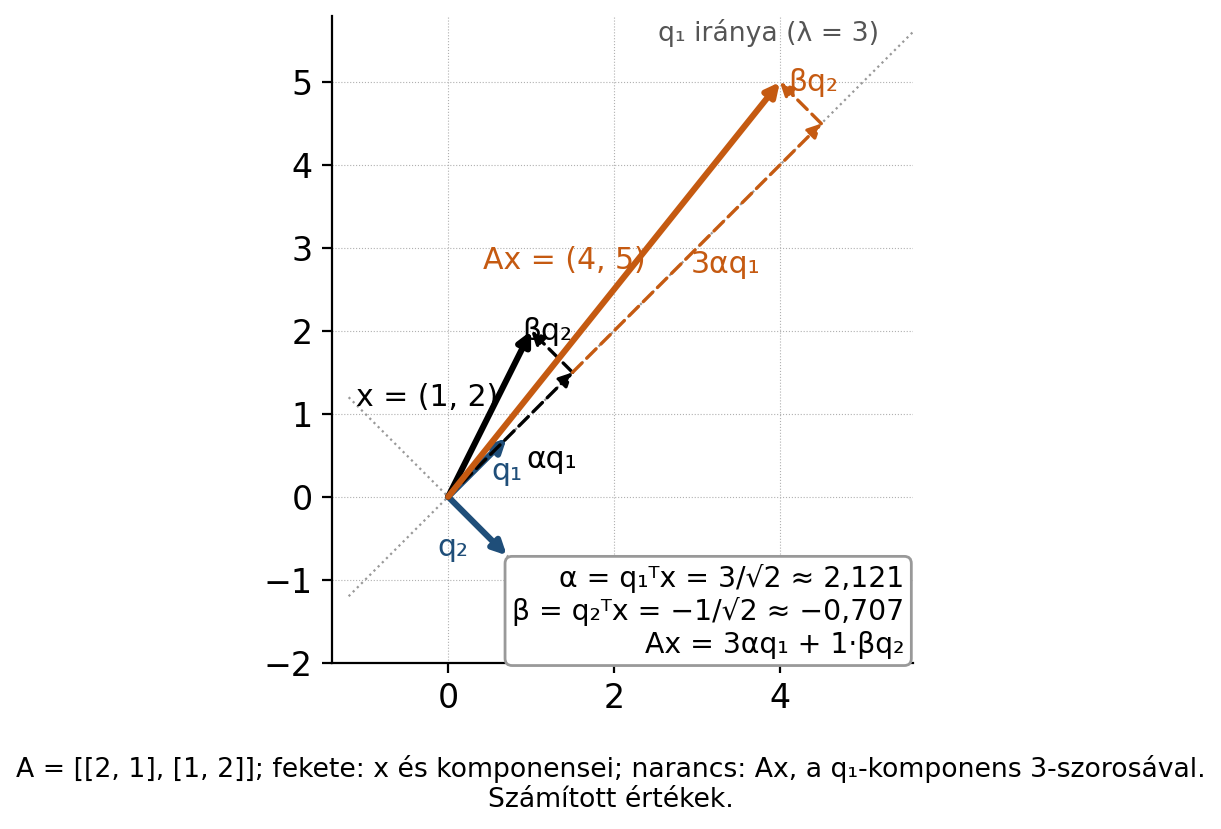 q₁ iránya (λ = 3)
5
βq₂
4
3
Ax = (4, 5)
3αq₁
2
βq₂
x = (1, 2)
1
q₁
αq₁
0
q₂
−1
α = q₁ᵀx = 3/√2 ≈ 2,121
β = q₂ᵀx = −1/√2 ≈ −0,707
Ax = 3αq₁ + 1·βq₂
−2
0 2 4
A = [[2, 1], [1, 2]]; fekete: x és komponensei; narancs: Ax, a q₁-komponens 3-szorosával.
Számított értékek.